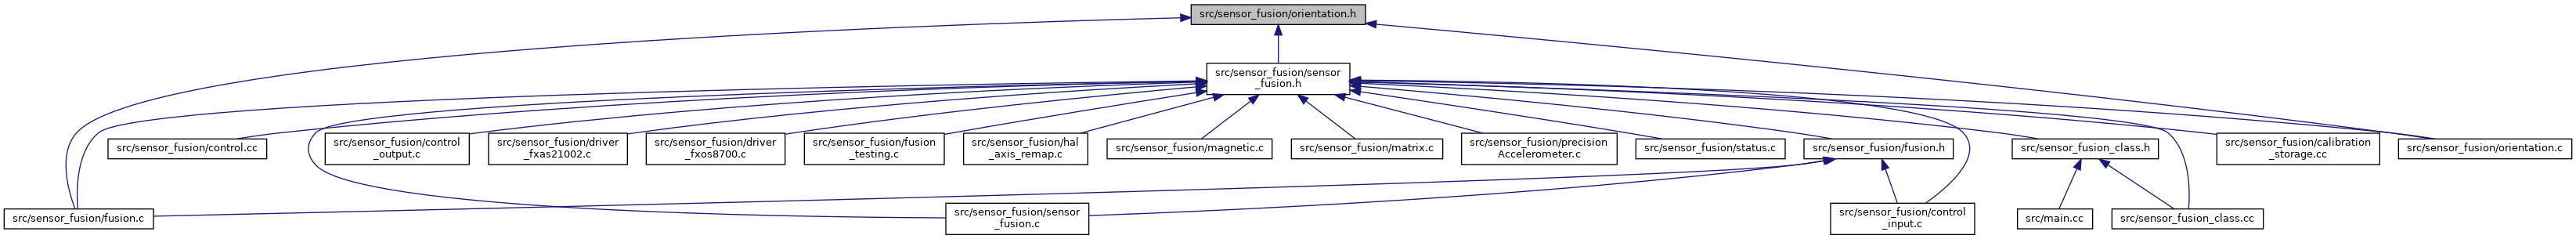 src/sensor_fusion/orientation.h
src/sensor_fusion/sensor
_fusion.h
src/sensor_fusion/control.cc
src/sensor_fusion/control
_output.c
src/sensor_fusion/driver
_fxas21002.c
src/sensor_fusion/driver
_fxos8700.c
src/sensor_fusion/fusion
_testing.c
src/sensor_fusion/hal
_axis_remap.c
src/sensor_fusion/magnetic.c
src/sensor_fusion/matrix.c
src/sensor_fusion/precision
Accelerometer.c
src/sensor_fusion/status.c
src/sensor_fusion/fusion.h
src/sensor_fusion_class.h
src/sensor_fusion/calibration
_storage.cc
src/sensor_fusion/orientation.c
src/sensor_fusion/fusion.c
src/sensor_fusion/sensor
_fusion.c
src/sensor_fusion/control
_input.c
src/main.cc
src/sensor_fusion_class.cc